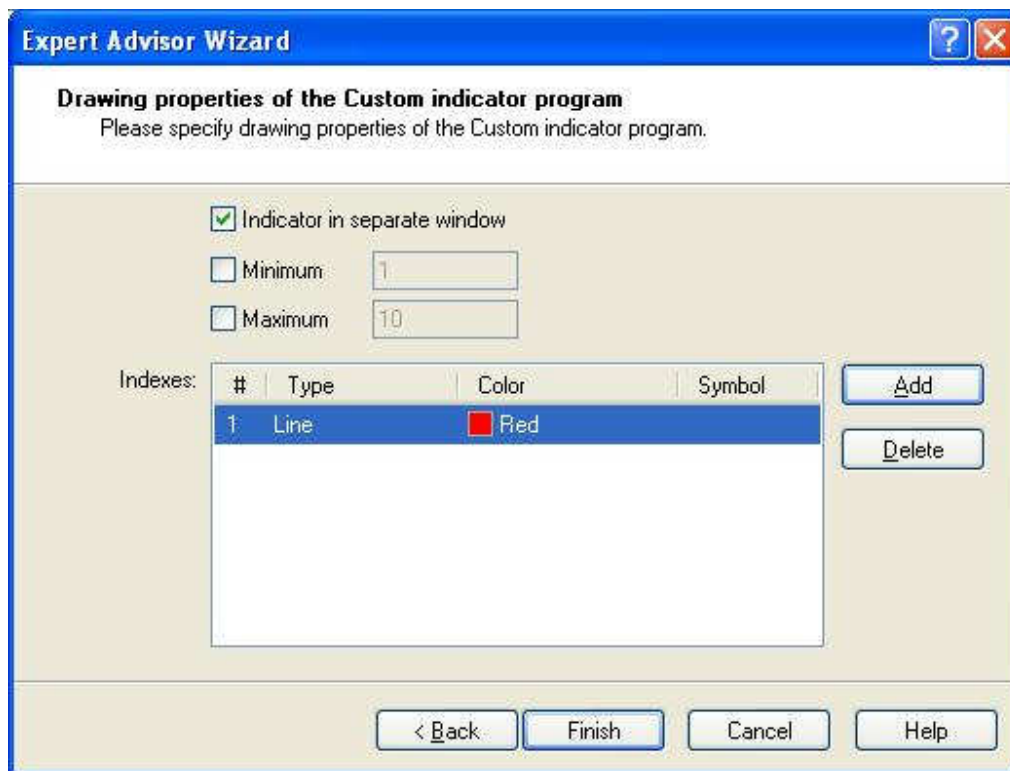 Expert Advisor Wizard
Drawing properties of the Custom indicator program
Please specify drawing properties of the Custom indicator program.
Indicator in separate window
Minimum 1
Maximum 10
Indexes: # Type Color Symbol Add
1 Line Red
Delete
< Back Finish Cancel Help